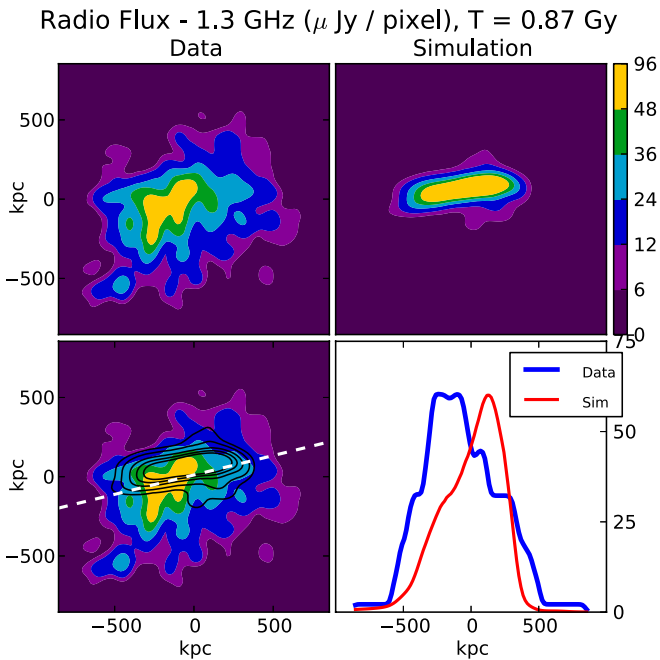 Radio Flux - 1.3 GHz (μ Jy / pixel), T = 0.87 Gy
Data Simulation
500
0
−500
kpc
96
48
36
24
12
6
0
500
0
−500
kpc
−500 0 500
kpc
75
50
25
0
Data
Sim
−500 0 500
kpc